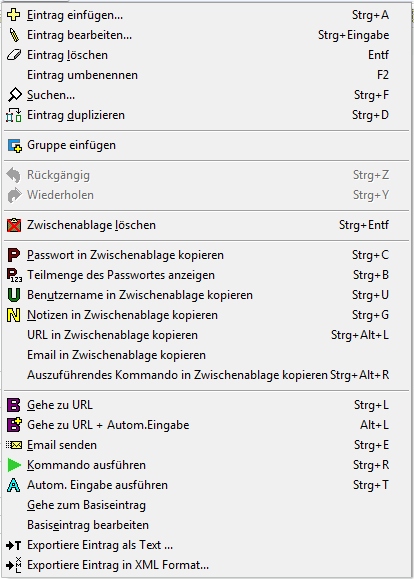 Eintrag einfügen... Strg+A
Eintrag bearbeiten... Strg+Eingabe
Eintrag löschen Entf
Eintrag umbenennen F2
Suchen... Strg+F
Eintrag duplizieren Strg+D
Gruppe einfügen
Rückgängig Strg+Z
Wiederholen Strg+Y
Zwischenablage löschen Strg+Entf
Passwort in Zwischenablage kopieren Strg+C
Teilmenge des Passwortes anzeigen Strg+B
Benutzername in Zwischenablage kopieren Strg+U
Notizen in Zwischenablage kopieren Strg+G
URL in Zwischenablage kopieren Strg+Alt+L
Email in Zwischenablage kopieren
Auszuführendes Kommando in Zwischenablage kopieren Strg+Alt+R
Gehe zu URL Strg+L
Gehe zu URL + Autom.Eingabe Alt+L
Email senden Strg+E
Kommando ausführen Strg+R
Autom. Eingabe ausführen Strg+T
Gehe zum Basiseintrag
Basiseintrag bearbeiten
Exportiere Eintrag als Text ...
Exportiere Eintrag in XML Format...